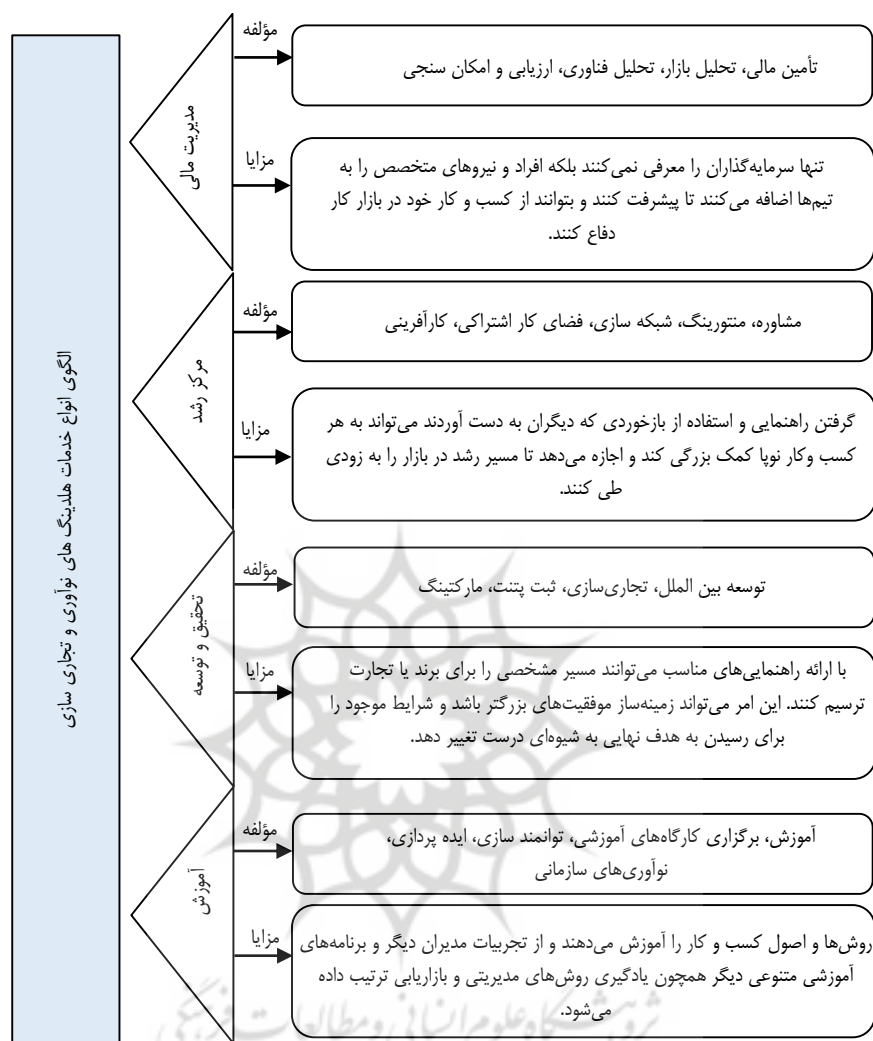 الگوی انواع خدمات هلدینگ های نوآوری و تجاری سازی
مدیریت مالی
مؤلفه
تأمین مالی، تحلیل بازار، تحلیل فناوری، ارزیابی و امکان سنجی
مزایا
تنها سرمایه‌گذاران را معرفی نمی‌کنند بلکه افراد و نیروهای متخصص را به
تیم‌ها اضافه می‌کنند تا پیشرفت کنند و بتوانند از کسب و کار خود در بازار کار
دفاع کنند.
مرکز رشد
مؤلفه
مشاوره، منتورینگ، شبکه سازی، فضای کار اشتراکی، کارآفرینی
مزایا
گرفتن راهنمایی و استفاده از بازخوردی که دیگران به دست آوردند می‌تواند به هر
کسب وکار نوپا کمک بزرگی کند و اجازه می‌دهد تا مسیر رشد در بازار را به زودی
طی کنند.
تحقیق و توسعه
مؤلفه
توسعه بین الملل، تجاری‌سازی، ثبت پتنت، مارکتینگ
مزایا
با ارائه راهنمایی‌های مناسب می‌توانند مسیر مشخصی را برای برند یا تجارت
ترسیم کنند. این امر می‌تواند زمینه‌ساز موفقیت‌های بزرگتر باشد و شرایط موجود را
برای رسیدن به هدف نهایی به شیوه‌ای درست تغییر دهد.
آموزش
مؤلفه
آموزش، برگزاری کارگاه‌های آموزشی، توانمند سازی، ایده پردازی،
نوآوری‌های سازمانی
مزایا
روش‌ها و اصول کسب و کار را آموزش می‌دهند و از تجربیات مدیران دیگر و برنامه‌های
آموزشی متنوعی دیگر همچون یادگیری روش‌های مدیریتی و بازاریابی ترتیب داده
می‌شود.
پژوهشگاه علوم انسانی و مطالعات فرهنگی